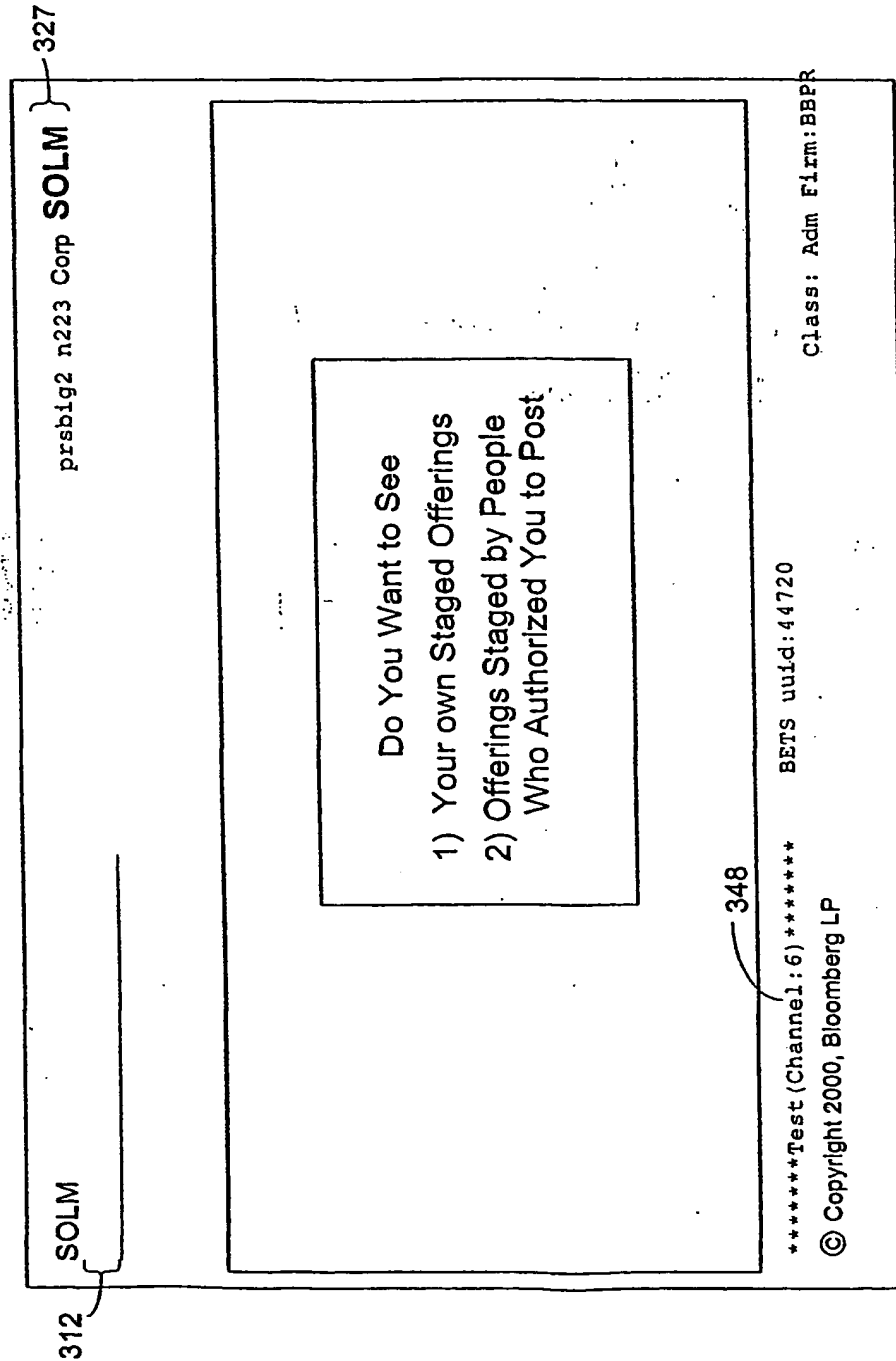 312
SOLM
prsbig2 n223 Corp SOLM
327
Do You Want to See
1) Your own Staged Offerings
2) Offerings Staged by People
Who Authorized You to Post
348
*******Test(Channel:6)*******
BETS uuid:44720
Class: Adm Firm:BBPR
© Copyright 2000, Bloomberg LP